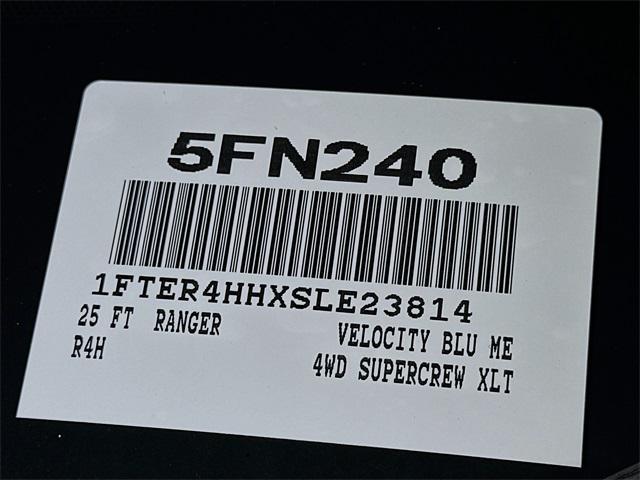 5FN240
1FTER4HHXSLE23814
25 FT RANGER
VELOCITY BLU ME
R4H
4WD SUPERCREW XLT